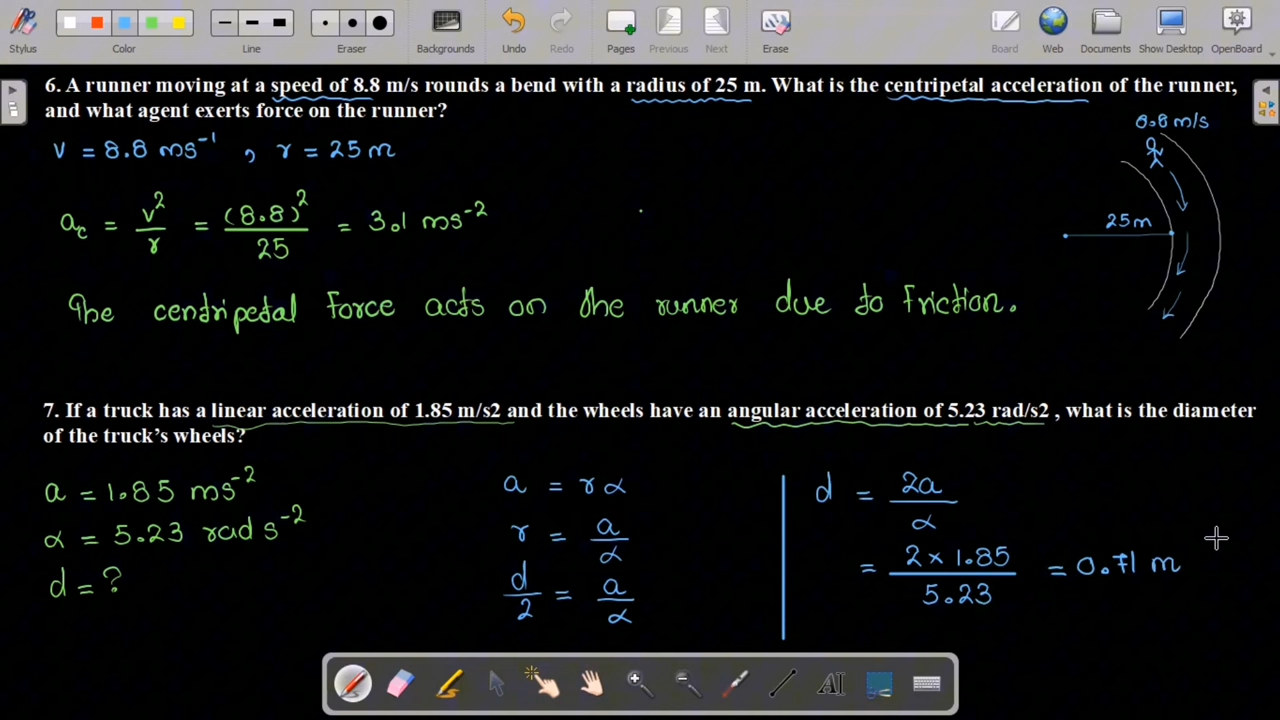 Stylus Color Line Eraser Backgrounds Undo Redo Pages Previous Next Erase Board Web Documents Show Desktop OpenBoard
6. A runner moving at a speed of 8.8 m/s rounds a bend with a radius of 25 m. What is the centripetal acceleration of the runner,
and what agent exerts force on the runner?
8.8 m/s
v = 8.8 ms⁻¹ , r = 25 m
a_c = v²/r = (8.8)²/25 = 3.1 ms⁻²
25m
The centripetal force acts on the runner due to friction.
7. If a truck has a linear acceleration of 1.85 m/s2 and the wheels have an angular acceleration of 5.23 rad/s2 , what is the diameter
of the truck’s wheels?
a = 1.85 ms⁻²
α = 5.23 rad s⁻²
d = ?
a = rα
r = a/α
d/2 = a/α
d = 2a/α
= 2 × 1.85/5.23 = 0.71 m
AI